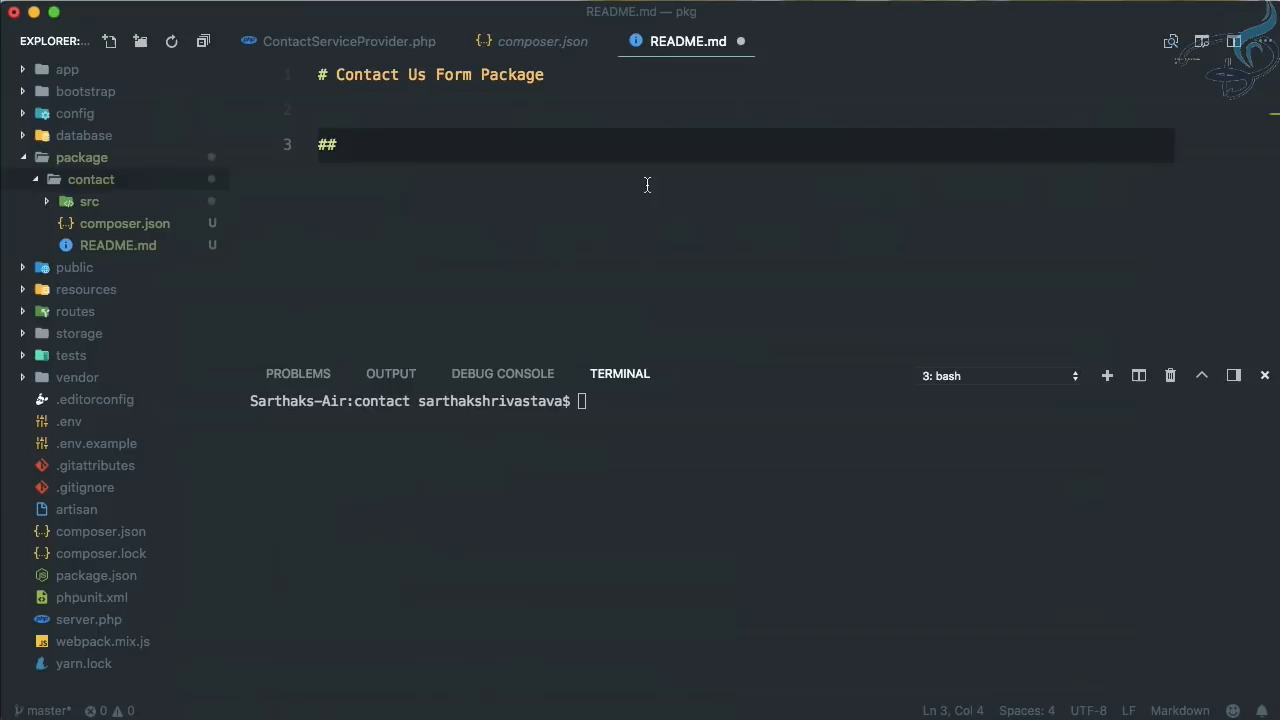 README.md — pkg
EXPLORER:...
ContactServiceProvider.php
composer.json
README.md
app
bootstrap
config
database
package
contact
src
composer.json U
README.md U
public
resources
routes
storage
tests
vendor
.editorconfig
.env
.env.example
.gitattributes
.gitignore
artisan
composer.json
composer.lock
package.json
phpunit.xml
server.php
webpack.mix.js
yarn.lock
1 # Contact Us Form Package
2
3 ##
PROBLEMS OUTPUT DEBUG CONSOLE TERMINAL
3: bash
Sarthaks-Air:contact sarthakshrivastava$
master* 0 0
Ln 3, Col 4 Spaces: 4 UTF-8 LF Markdown